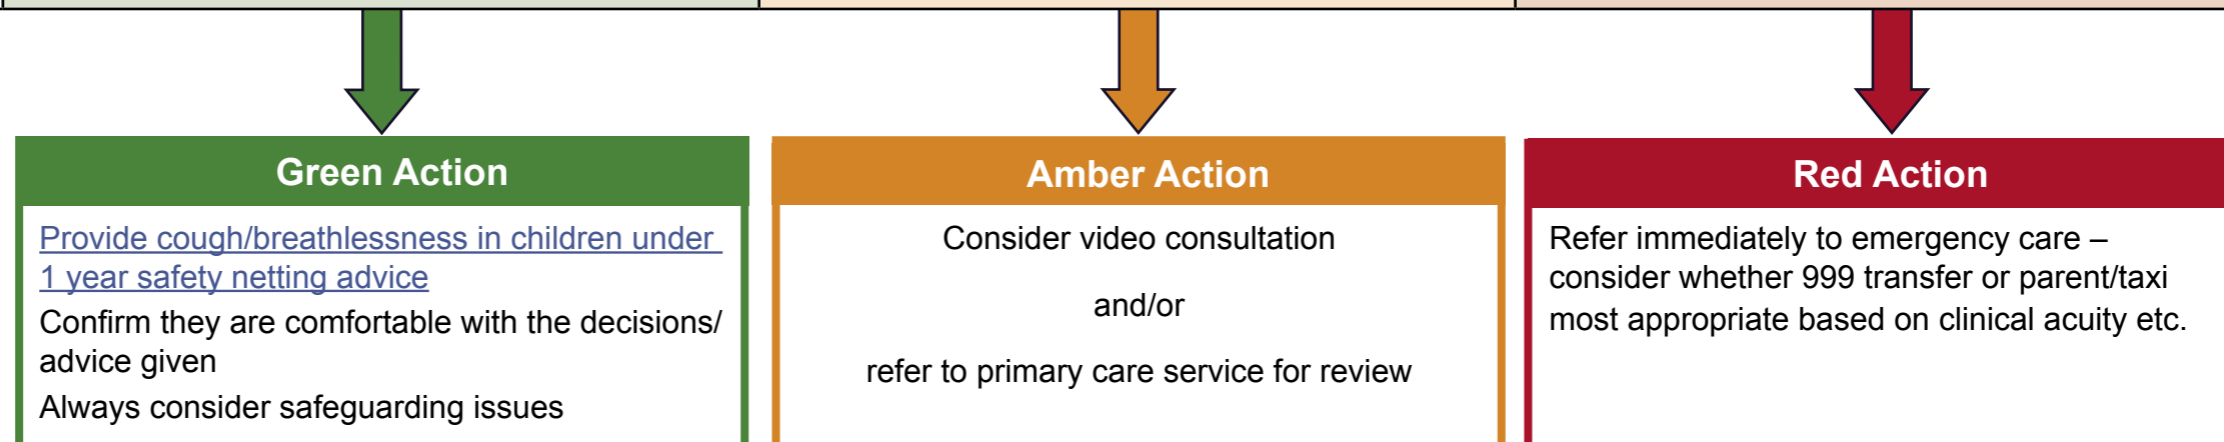 Green Action
Provide cough/breathlessness in children under
1 year safety netting advice
Confirm they are comfortable with the decisions/
advice given
Always consider safeguarding issues
Amber Action
Consider video consultation
and/or
refer to primary care service for review
Red Action
Refer immediately to emergency care –
consider whether 999 transfer or parent/taxi
most appropriate based on clinical acuity etc.